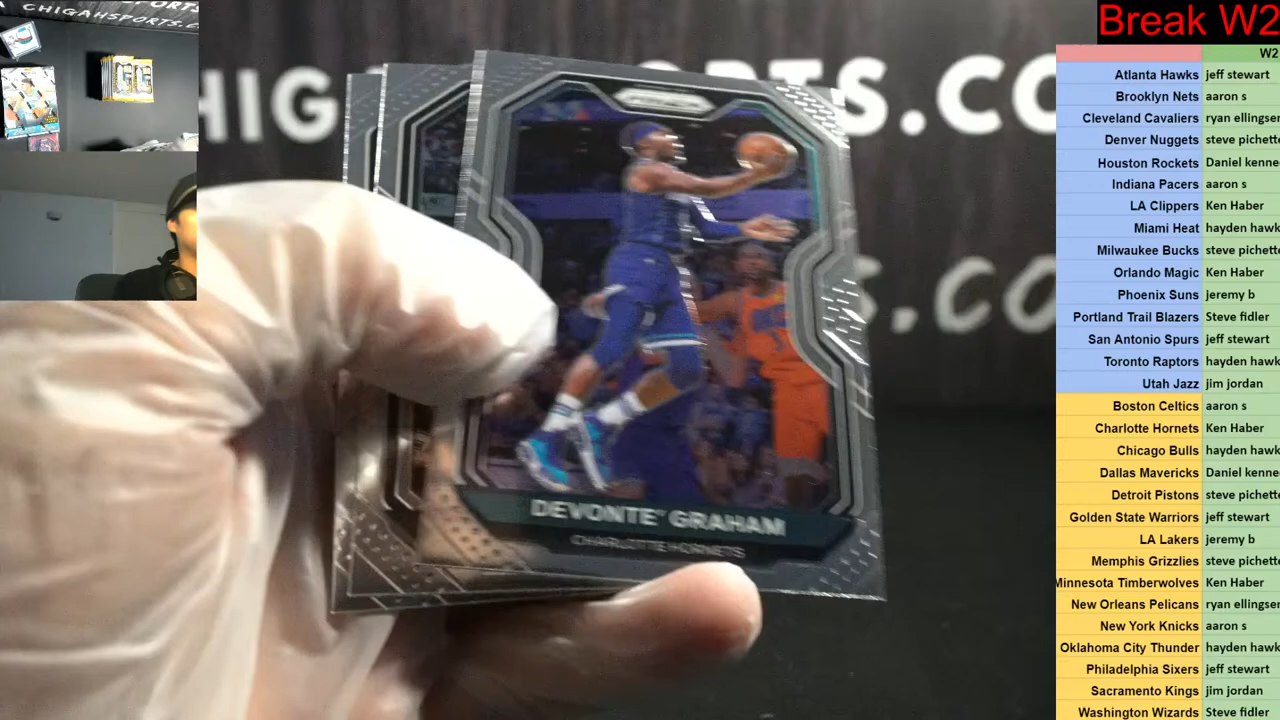 CHIGAHSPORTS.C
HIG
S.CO
S.CO
DEVONTE' GRAHAM
CHARLOTTE HORNETS
Break W2
W2
Atlanta Hawks jeff stewart
Brooklyn Nets aaron s
Cleveland Cavaliers ryan ellingsen
Denver Nuggets steve pichette
Houston Rockets Daniel kenne
Indiana Pacers aaron s
LA Clippers Ken Haber
Miami Heat hayden hawk
Milwaukee Bucks steve pichette
Orlando Magic Ken Haber
Phoenix Suns jeremy b
Portland Trail Blazers Steve fidler
San Antonio Spurs jeff stewart
Toronto Raptors hayden hawk
Utah Jazz jim jordan
Boston Celtics aaron s
Charlotte Hornets Ken Haber
Chicago Bulls hayden hawk
Dallas Mavericks Daniel kenne
Detroit Pistons steve pichette
Golden State Warriors jeff stewart
LA Lakers jeremy b
Memphis Grizzlies steve pichette
Minnesota Timberwolves Ken Haber
New Orleans Pelicans ryan ellingsen
New York Knicks aaron s
Oklahoma City Thunder hayden hawk
Philadelphia Sixers jeff stewart
Sacramento Kings jim jordan
Washington Wizards Steve fidler